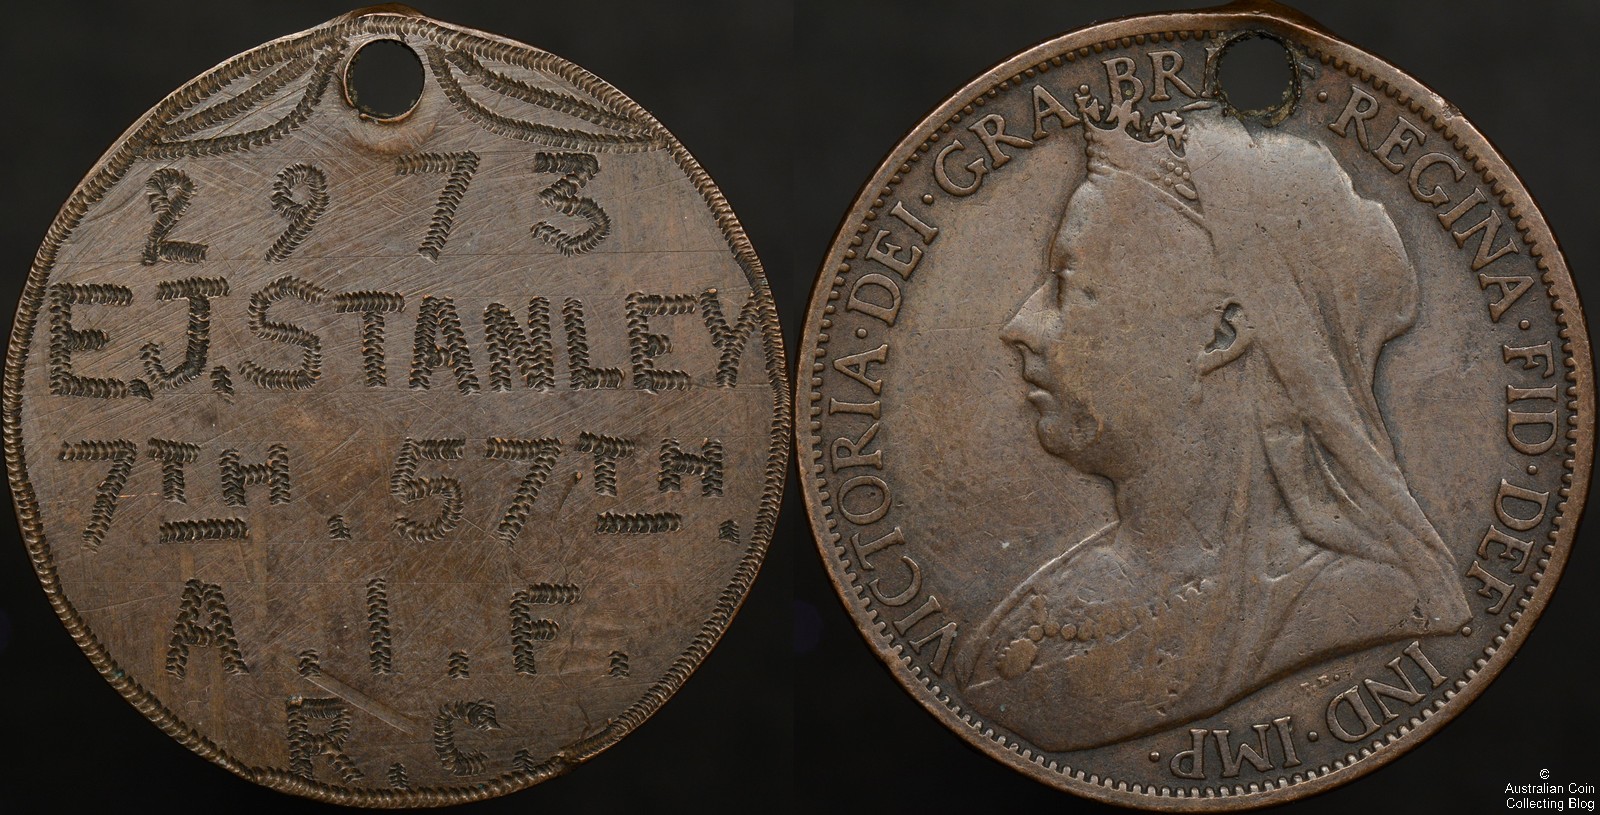 2973
E.J. STANLEY
7TH. 57TH.
A.I.F.
R.C.
VICTORIA·DEI·GRA·BRITT·REGINA·FID·DEF·
IND·IMP·
©
Australian Coin
Collecting Blog